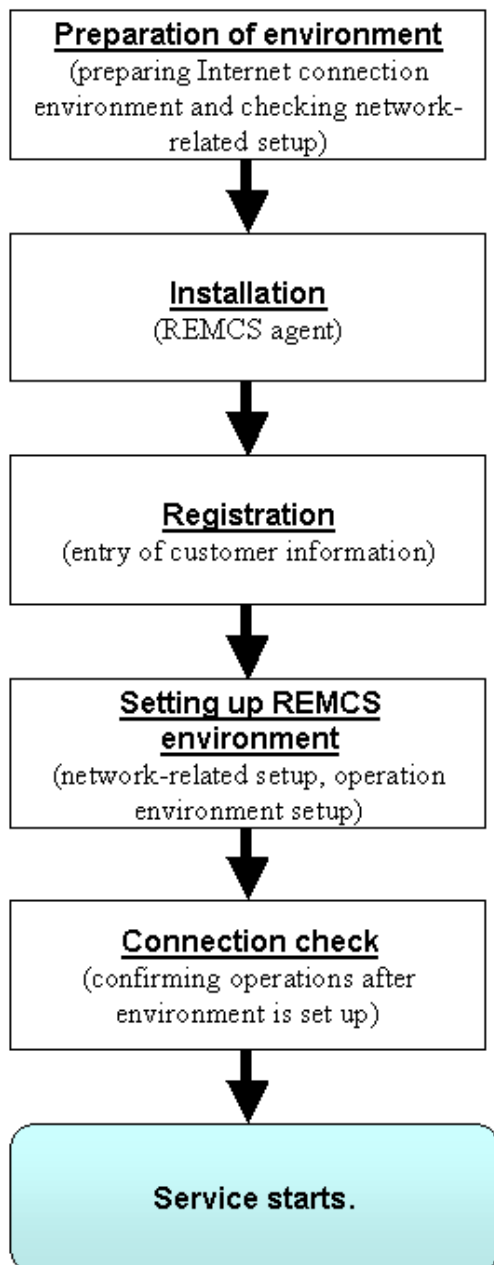 Preparation of environment
(preparing Internet connection
environment and checking network-
related setup)
Installation
(REMCS agent)
Registration
(entry of customer information)
Setting up REMCS
environment
(network-related setup, operation
environment setup)
Connection check
(confirming operations after
environment is set up)
Service starts.